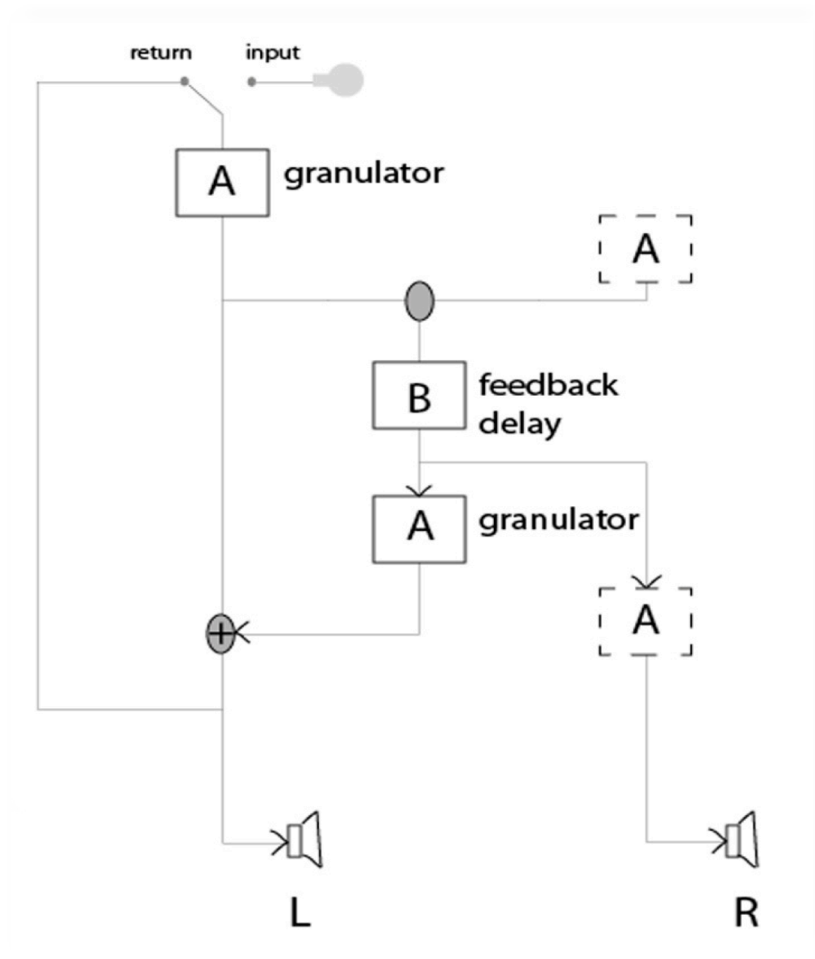 return input
A granulator
A
B feedback
delay
A granulator
A
+
L R